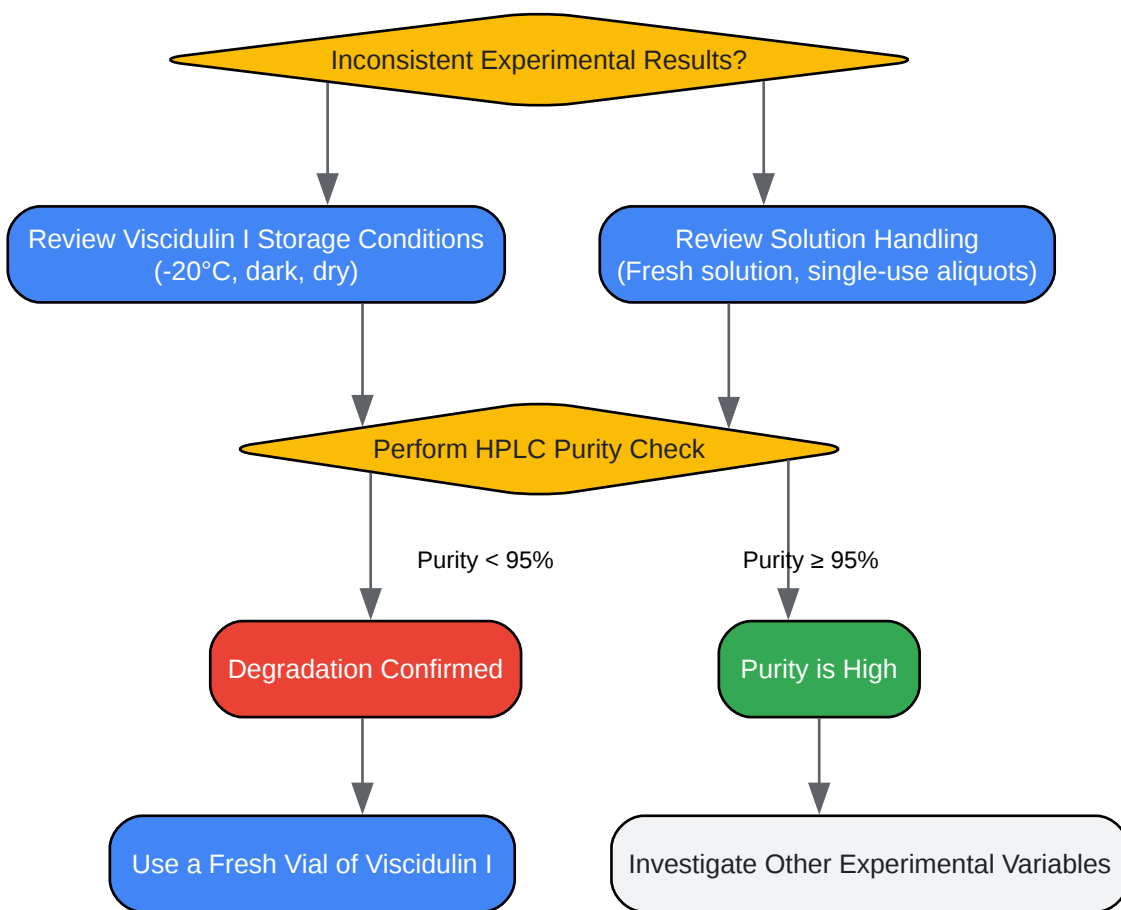 Inconsistent Experimental Results?
Review Viscidulin I Storage Conditions
(-20°C, dark, dry)
Review Solution Handling
(Fresh solution, single-use aliquots)
Perform HPLC Purity Check
Purity < 95%
Purity ≥ 95%
Degradation Confirmed
Purity is High
Use a Fresh Vial of Viscidulin I
Investigate Other Experimental Variables